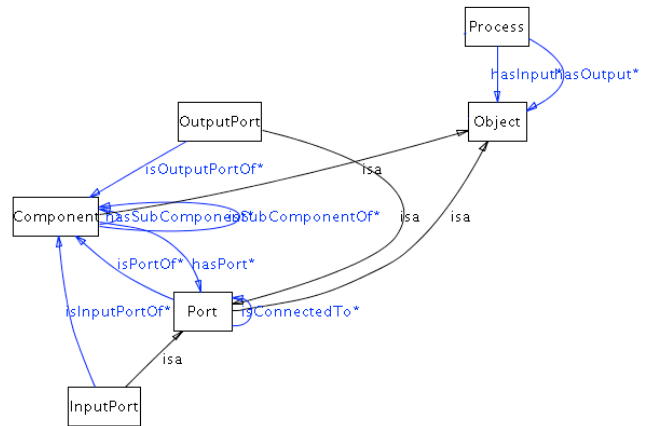 Process
hasInput*
hasOutput*
OutputPort
Object
isOutputPortOf*
isa
Component
hasSubComponent*
isSubComponentOf*
isa
isa
isPortOf*
hasPort*
isInputPortOf*
Port
isConnectedTo*
isa
InputPort